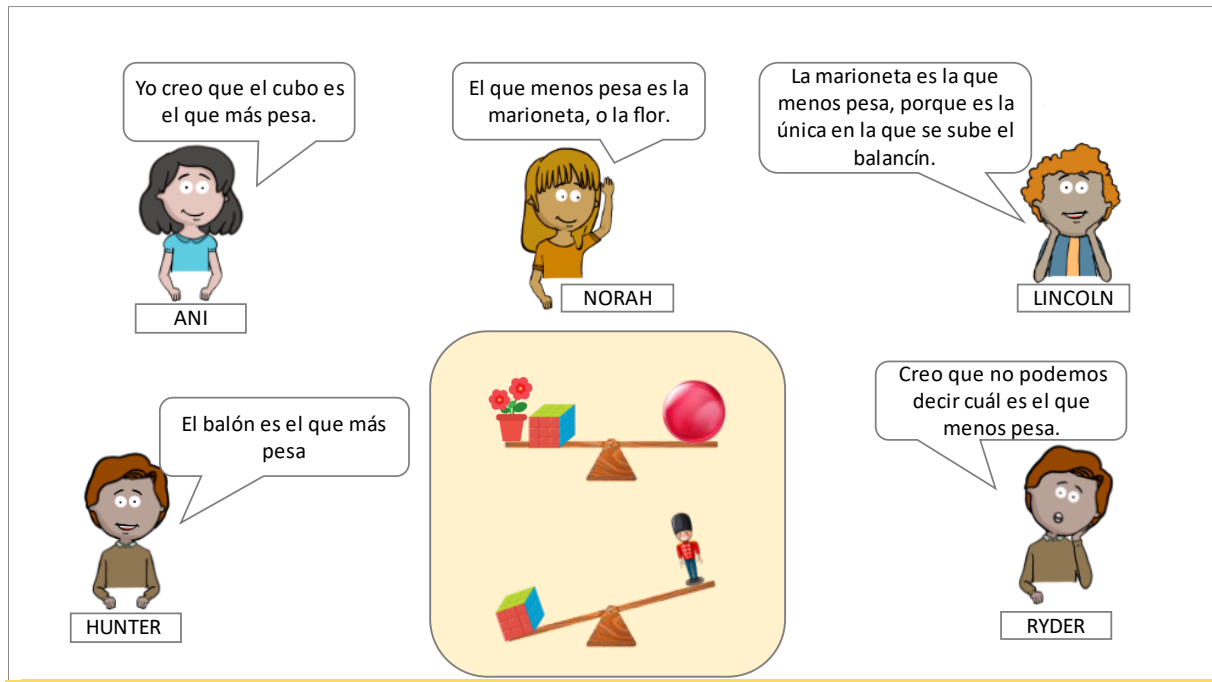 Yo creo que el cubo es
el que más pesa.
ANI
El que menos pesa es la
marioneta, o la flor.
NORAH
La marioneta es la que
menos pesa, porque es la
única en la que se sube el
balancín.
LINCOLN
El balón es el que más
pesa
HUNTER
Creo que no podemos
decir cuál es el que
menos pesa.
RYDER